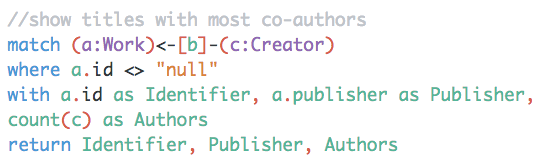 //show titles with most co-authors
match (a:Work)<-[b]-(c:Creator)
where a.id <> "null"
with a.id as Identifier, a.publisher as Publisher,
count(c) as Authors
return Identifier, Publisher, Authors